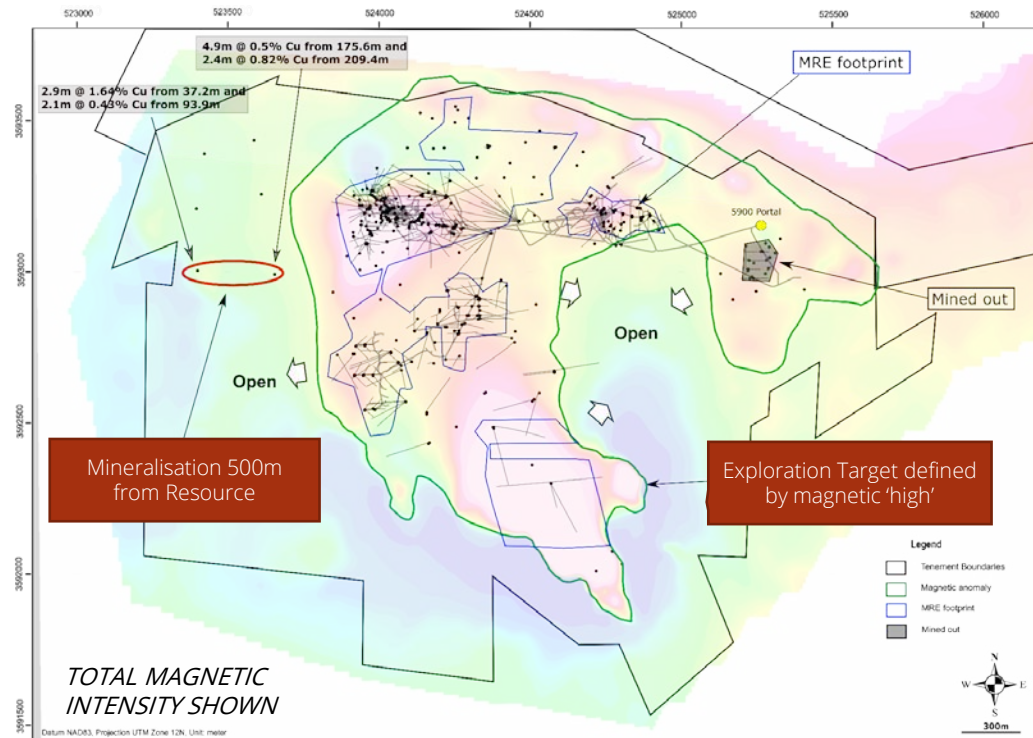 523000
523500
524000
524500
525000
525500
526000
4.9m @ 0.5% Cu from 175.6m and
2.4m @ 0.82% Cu from 209.4m
2.9m @ 1.64% Cu from 37.2m and
2.1m @ 0.43% Cu from 93.9m
MRE footprint
3593500
5900 Portal
3593000
Mined out
Open
Open
3592500
Mineralisation 500m
from Resource
Exploration Target defined
by magnetic ‘high’
3592000
Legend
Tenement Boundaries
Magnetic anomaly
MRE footprint
Mined out
TOTAL MAGNETIC
INTENSITY SHOWN
N
W
E
S
300m
3591500
Datum NAD83, Projection UTM Zone 12N, Unit: meter